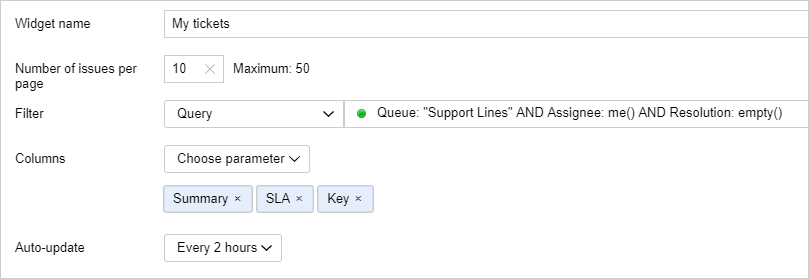 Widget name
My tickets
Number of issues per
page
10
Maximum: 50
Filter
Query
Queue: "Support Lines" AND Assignee: me() AND Resolution: empty()
Columns
Choose parameter
Summary × SLA × Key ×
Auto-update
Every 2 hours